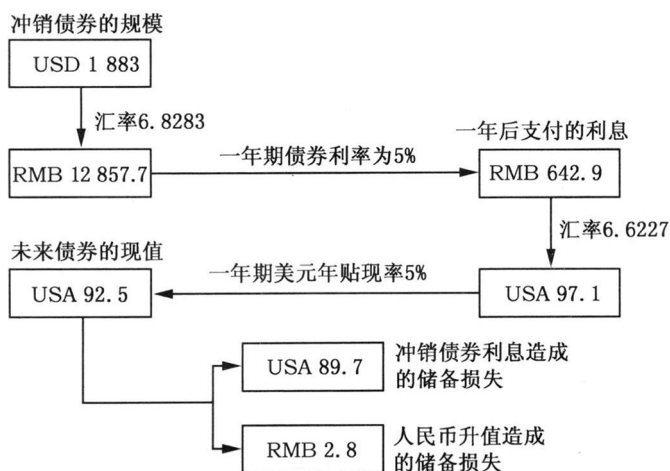 冲销债券的规模
USD 1 883
汇率6.8283
一年后支付的利息
RMB 12 857.7
一年期债券利率为5%
RMB 642.9
汇率6.6227
未来债券的现值
一年期美元年贴现率5%
USA 92.5
USA 97.1
USA 89.7
冲销债券利息造成
的储备损失
RMB 2.8
人民币升值造成
的储备损失